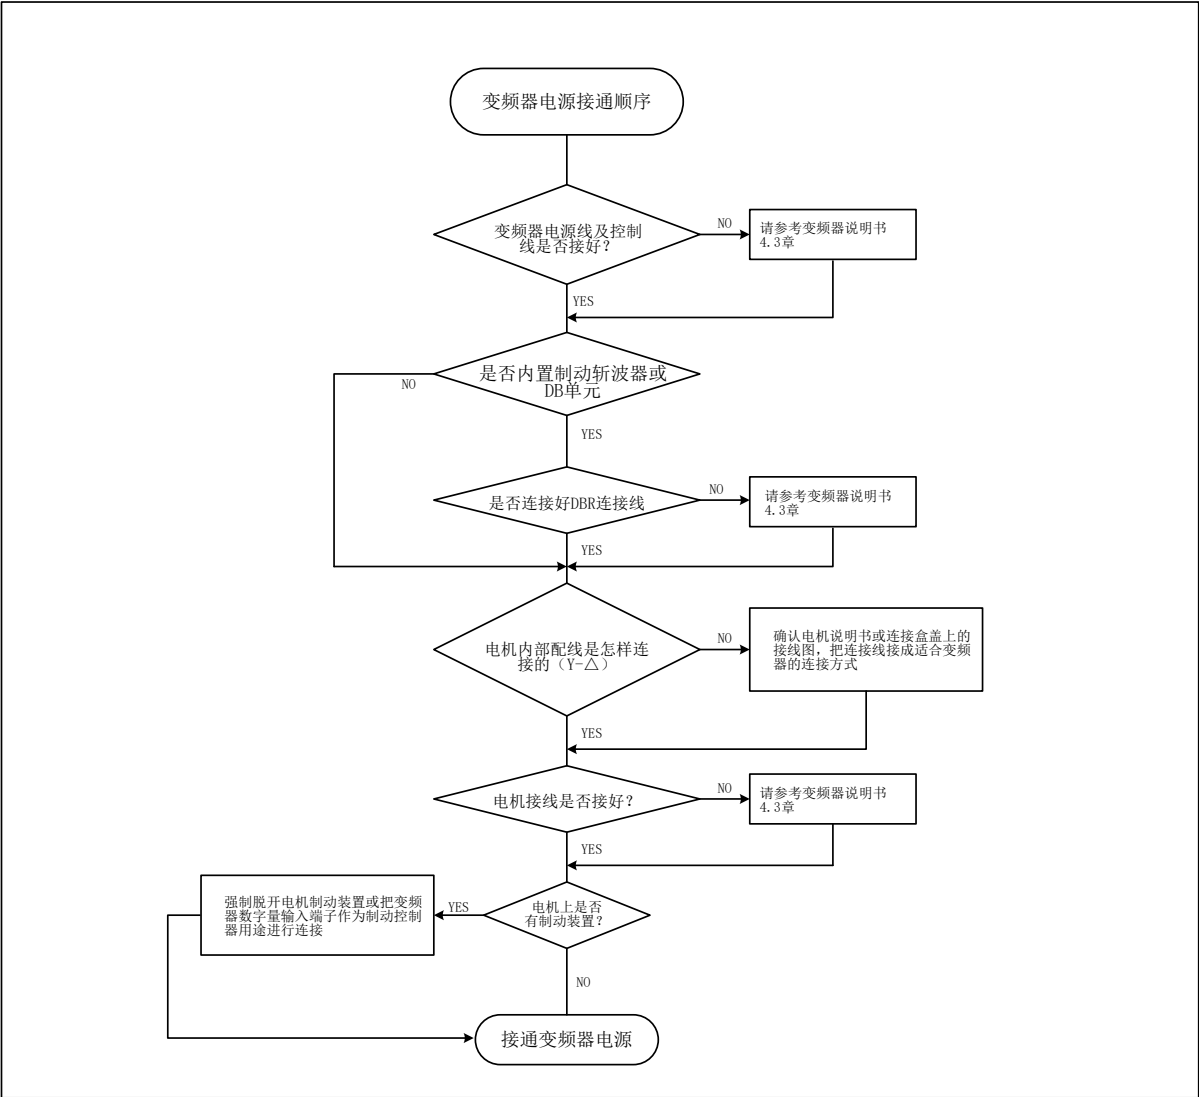 变频器电源接通顺序
变频器电源线及控制
线是否接好？
NO
请参考变频器说明书
4.3章
YES
是否内置制动斩波器或
DB单元
NO
YES
是否连接好DBR连接线
NO
请参考变频器说明书
4.3章
YES
电机内部配线是怎样连
接的（Y-△）
NO
确认电机说明书或连接盒盖上的
接线图，把连接线接成适合变频
器的连接方式
YES
电机接线是否接好？
NO
请参考变频器说明书
4.3章
YES
电机上是否
有制动装置？
YES
强制脱开电机制动装置或把变频
器数字量输入端子作为制动控制
器用途进行连接
NO
接通变频器电源